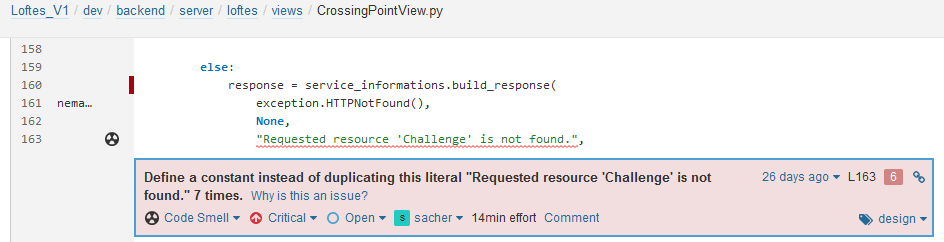 Loftes_V1 / dev / backend / server / loftes / views / CrossingPointView.py
158
159 else:
160 response = service_informations.build_response(
161 nema… exception.HTTPNotFound(),
162 None,
163 "Requested resource 'Challenge' is not found.",
Define a constant instead of duplicating this literal "Requested resource 'Challenge' is not found." 7 times. Why is this an issue?
26 days ago L163 6
Code Smell Critical Open s sacher 14min effort Comment design